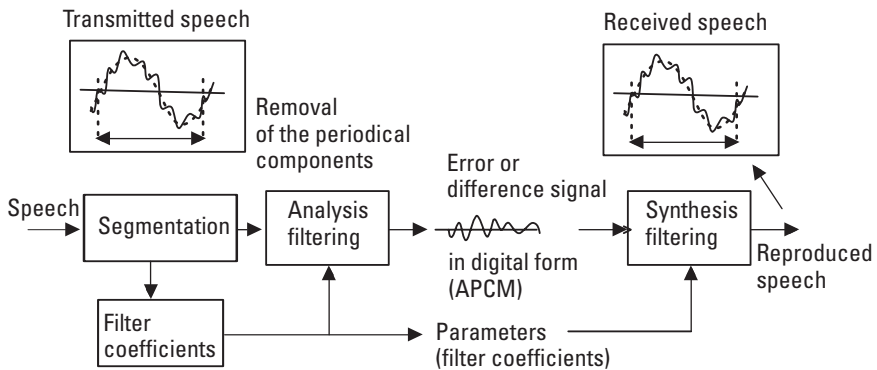 Transmitted speech
Received speech
Removal
of the periodical
components
Error or
difference signal
Speech
Segmentation
Analysis
filtering
Synthesis
filtering
in digital form
(APCM)
Reproduced
speech
Filter
coefficients
Parameters
(filter coefficients)